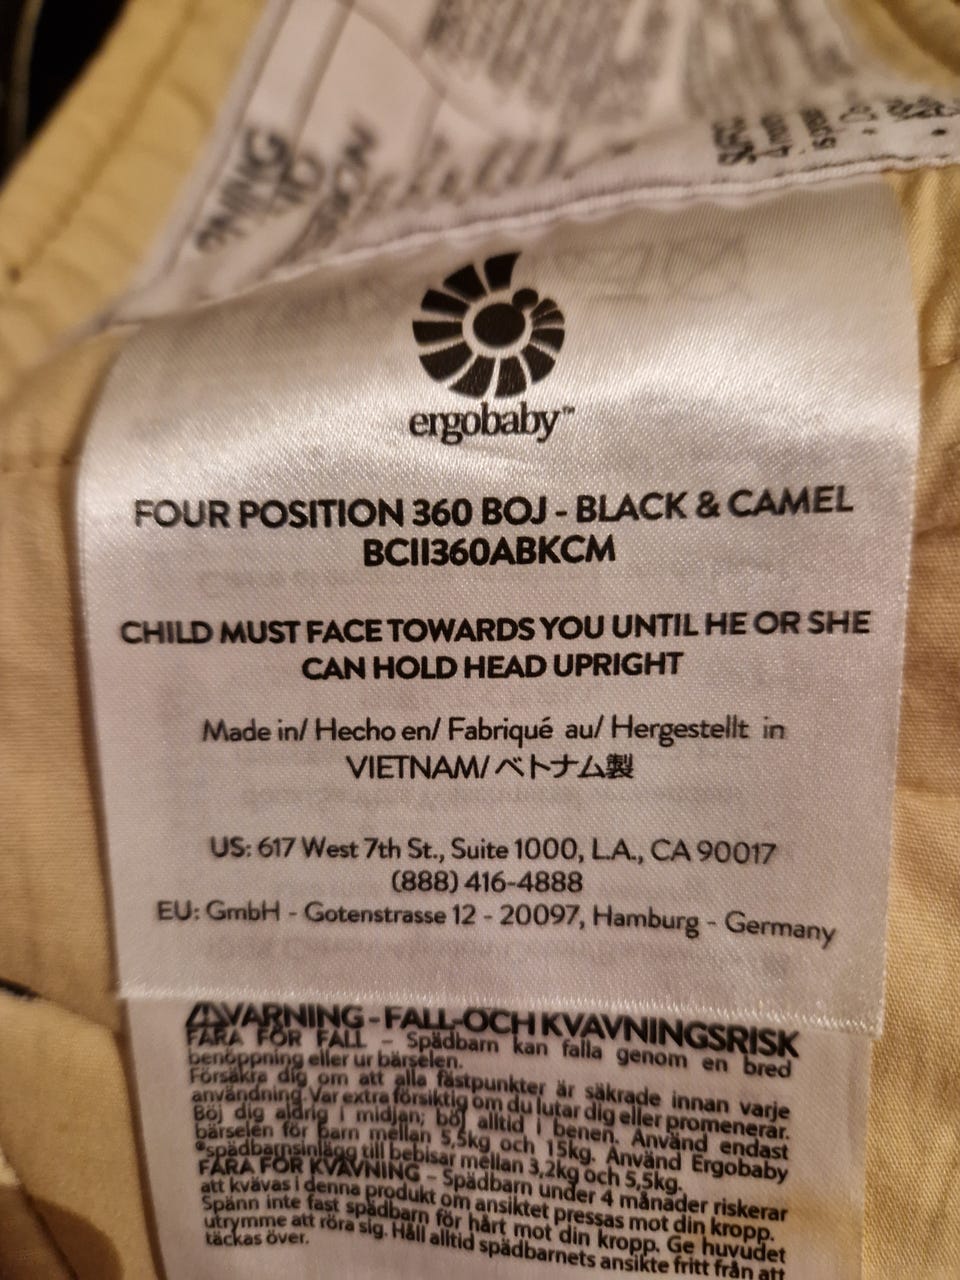 ergobaby™
FOUR POSITION 360 BOJ - BLACK & CAMEL
BCII360ABKCM
CHILD MUST FACE TOWARDS YOU UNTIL HE OR SHE
CAN HOLD HEAD UPRIGHT
Made in/ Hecho en/ Fabriqué au/ Hergestellt in
VIETNAM/ベトナム製
US: 617 West 7th St., Suite 1000, L.A., CA 90017
(888) 416-4888
EU: GmbH - Gotenstrasse 12 - 20097, Hamburg - Germany
⚠VARNING - FALL-OCH KVAVNINGSRISK
FARA FÖR FALL – Spädbarn kan falla genom en bred
benöppning eller ur bärselen.
Försäkra dig om att alla fästpunkter är säkrade innan varje
användning. Var extra försiktig om du lutar dig eller promenerar.
Böj dig aldrig i midjan; böj alltid i benen. Använd endast
bärselen för barn mellan 5,5kg och 15kg. Använd Ergobaby
*spädbarnsinlägg till bebisar mellan 3,2kg och 5,5kg.
FARA FÖR KVÄVNING – Spädbarn under 4 månader riskerar
att kvävas i denna produkt om ansiktet pressas mot din kropp.
Spänn inte fast spädbarn för hårt mot din kropp. Ge huvudet
utrymme att röra sig. Håll alltid spädbarnets ansikte fritt från att
täckas över.